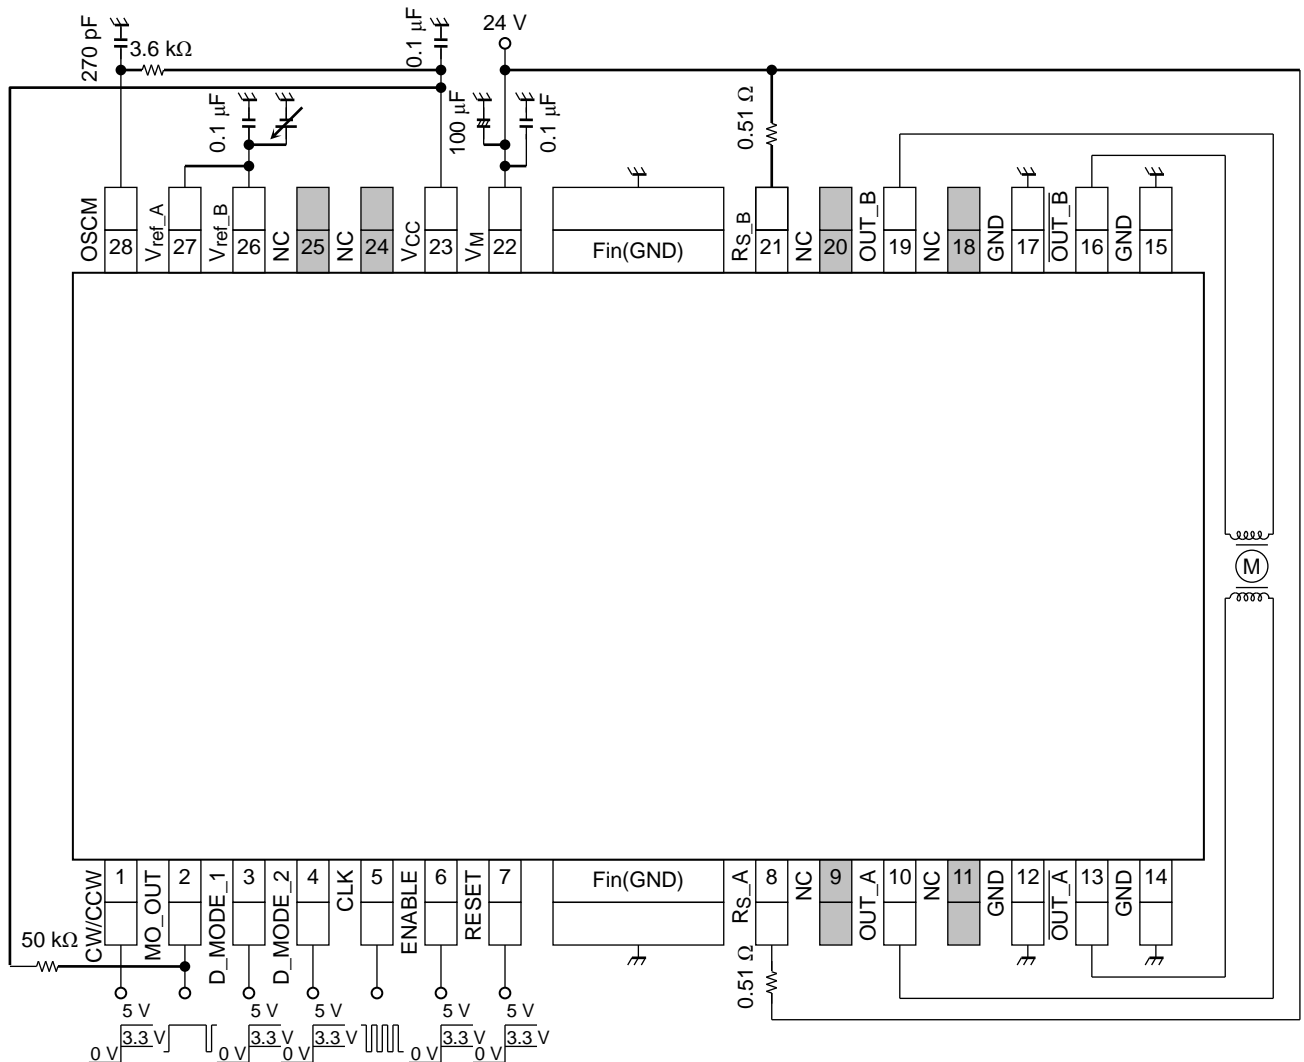 270 pF
3.6 kΩ
0.1 μF
24 V
0.1 μF
100 μF
0.1 μF
0.51 Ω
OSCM
Vref_A
Vref_B
NC
NC
VCC
VM
RS_B
NC
OUT_B
NC
GND
OUT_B
GND
28
27
26
25
24
23
22
Fin(GND)
21
20
19
18
17
16
15
M
1
2
3
4
5
6
7
Fin(GND)
8
9
10
11
12
13
14
CW/CCW
MO_OUT
D_MODE_1
D_MODE_2
CLK
ENABLE
RESET
RS_A
NC
OUT_A
NC
GND
OUT_A
GND
50 kΩ
0.51 Ω
5 V
5 V
5 V
5 V
5 V
3.3 V
3.3 V
3.3 V
3.3 V
3.3 V
0 V
0 V
0 V
0 V
0 V